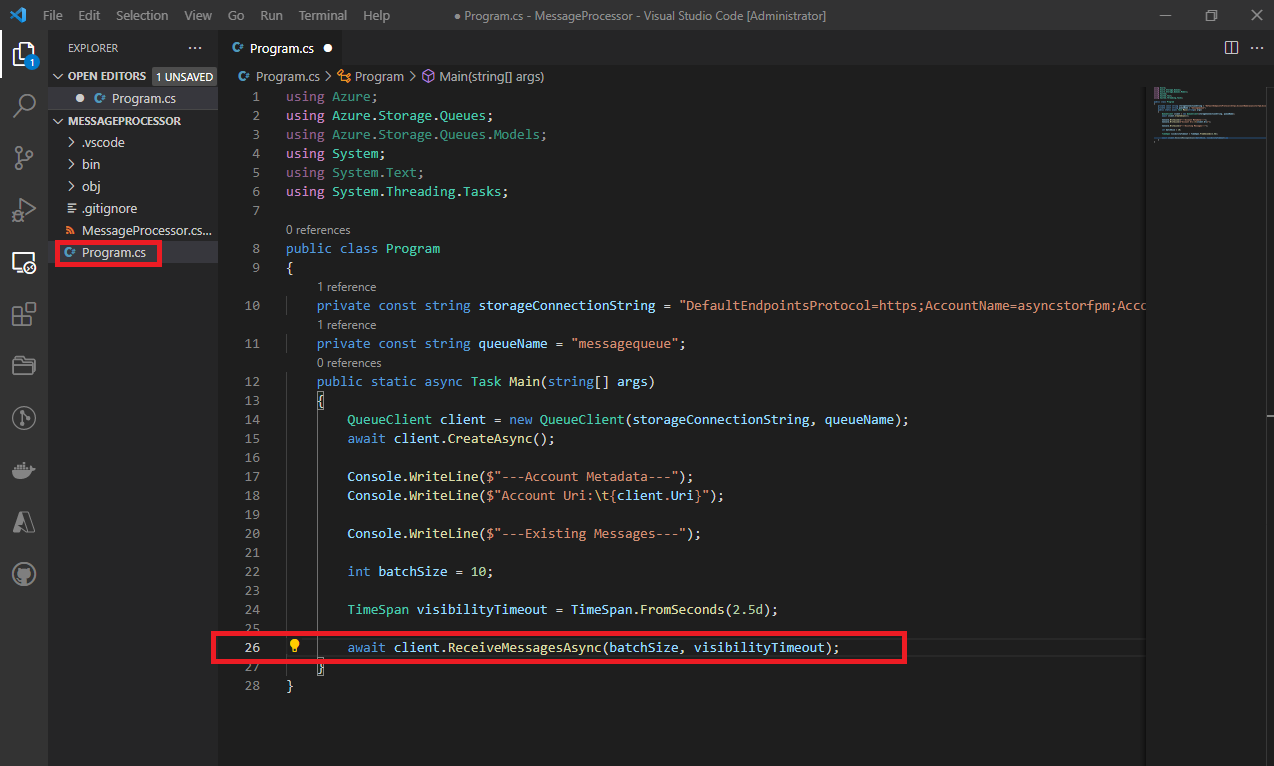 File Edit Selection View Go Run Terminal Help ● Program.cs - MessageProcessor - Visual Studio Code [Administrator]
EXPLORER ···
OPEN EDITORS 1 UNSAVED
● C# Program.cs
MESSAGEPROCESSOR
.vscode
bin
obj
.gitignore
MessageProcessor.cs...
C# Program.cs
1
C# Program.cs ●
C# Program.cs > Program > Main(string[] args)
1 using Azure;
2 using Azure.Storage.Queues;
3 using Azure.Storage.Queues.Models;
4 using System;
5 using System.Text;
6 using System.Threading.Tasks;
7
0 references
8 public class Program
9 {
1 reference
10 private const string storageConnectionString = "DefaultEndpointsProtocol=https;AccountName=asyncstorfpm;Acco
1 reference
11 private const string queueName = "messagequeue";
0 references
12 public static async Task Main(string[] args)
13 {
14 QueueClient client = new QueueClient(storageConnectionString, queueName);
15 await client.CreateAsync();
16
17 Console.WriteLine($"---Account Metadata---");
18 Console.WriteLine($"Account Uri:\t{client.Uri}");
19
20 Console.WriteLine($"---Existing Messages---");
21
22 int batchSize = 10;
23
24 TimeSpan visibilityTimeout = TimeSpan.FromSeconds(2.5d);
25
26 await client.ReceiveMessagesAsync(batchSize, visibilityTimeout);
27 }
28 }